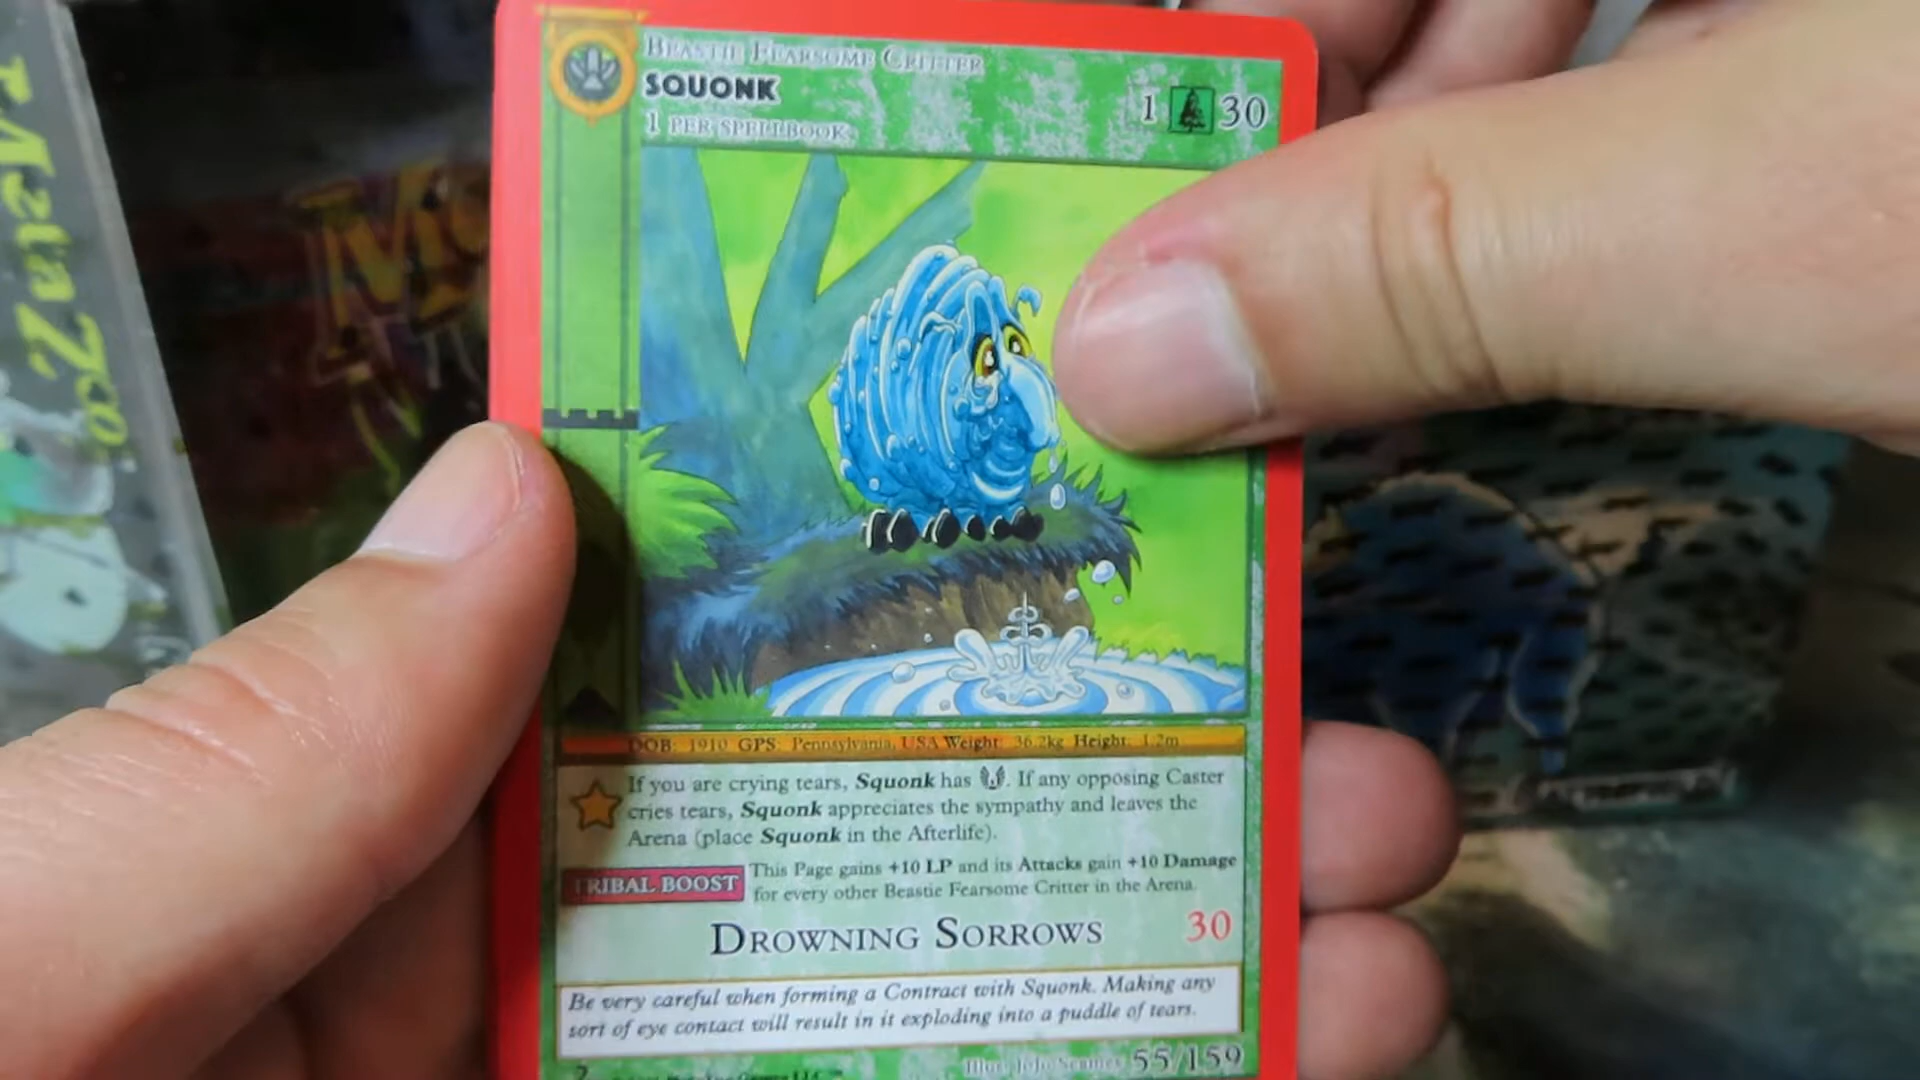 MetaZoo
BEASTIE FEARSOME CRITTER
SQUONK
1 30
1 PER SPELLBOOK
DOB: 1910 GPS: Pennsylvania, USA Weight: 36.2kg Height: 1.2m
If you are crying tears, Squonk has . If any opposing Caster
cries tears, Squonk appreciates the sympathy and leaves the
Arena (place Squonk in the Afterlife).
TRIBAL BOOST This Page gains +10 LP and its Attacks gain +10 Damage
for every other Beastie Fearsome Critter in the Arena.
DROWNING SORROWS 30
Be very careful when forming a Contract with Squonk. Making any
sort of eye contact will result in it exploding into a puddle of tears.
Illus. JoJo Seames 55/159